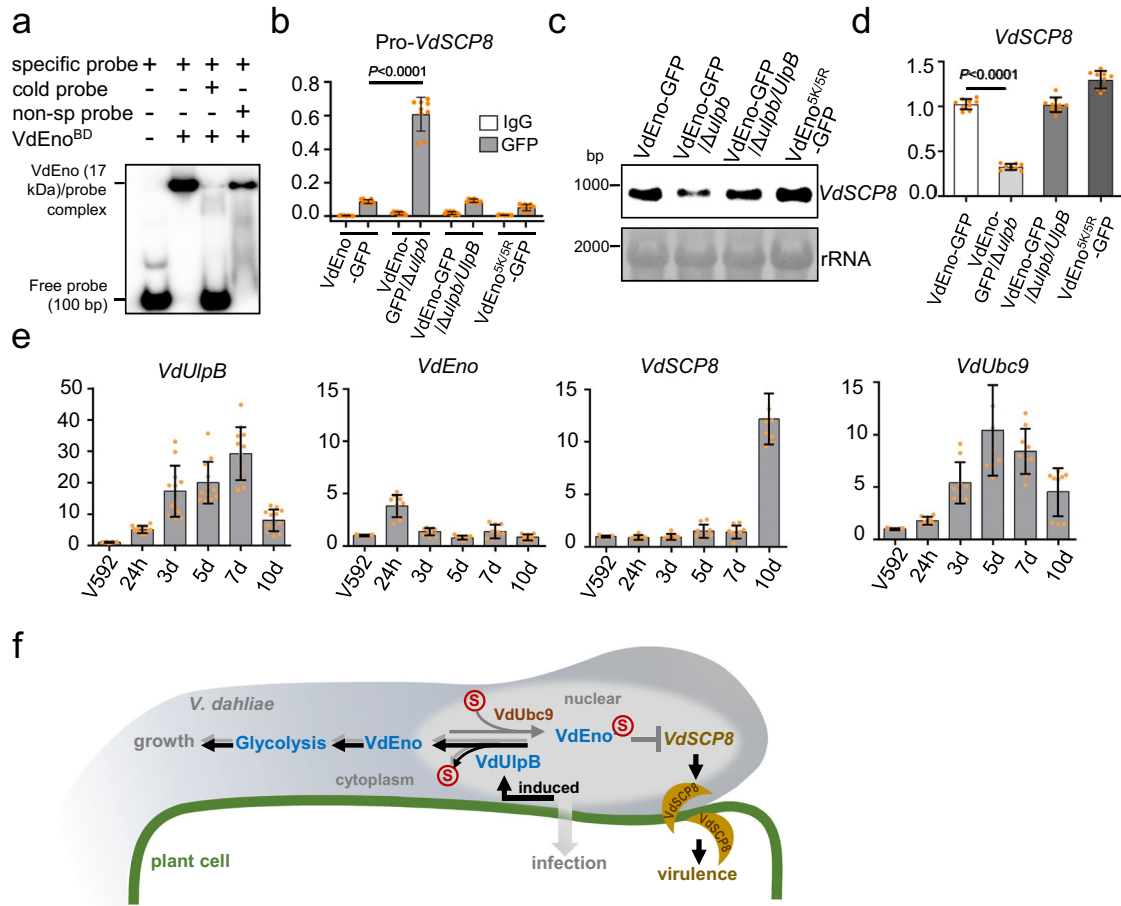 a
specific probe + + + +
cold probe - - + -
non-sp probe - - - +
VdEno^BD - + + +
VdEno (17
kDa)/probe
complex
Free probe
(100 bp)
b
Pro-VdSCP8
P<0.0001
0.8
0.6
0.4
0.2
0.0
IgG
GFP
VdEno
-GFP
VdEno-
GFP/Δulpb
VdEno-GFP
/Δulpb/UlpB
VdEno^5K/5R
-GFP
c
VdEno-GFP
VdEno-GFP
/Δulpb
VdEno-GFP
/Δulpb/UlpB
VdEno^5K/5R
-GFP
bp
1000
VdSCP8
2000
rRNA
d
VdSCP8
P<0.0001
1.5
1.0
0.5
0.0
VdEno-GFP
VdEno-
GFP/Δulpb
VdEno-GFP
/Δulpb/UlpB
VdEno^5K/5R
-GFP
e
VdUlpB
50
40
30
20
10
0
V592 24h 3d 5d 7d 10d
VdEno
15
10
5
0
V592 24h 3d 5d 7d 10d
VdSCP8
15
10
5
0
V592 24h 3d 5d 7d 10d
VdUbc9
15
10
5
0
V592 24h 3d 5d 7d 10d
f
V. dahliae
nuclear
S
VdUbc9
S
growth
Glycolysis
VdEno
VdEno
VdSCP8
VdUlpB
cytoplasm
S
induced
VdSCP8
VdSCP8
plant cell
infection
virulence